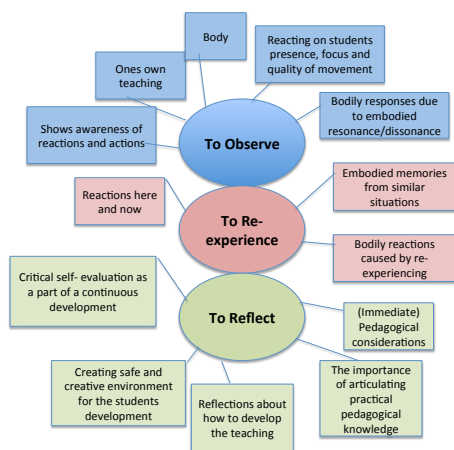 Body
Reacting on students
presence, focus and
quality of movement
Ones own
teaching
Shows awareness of
reactions and actions
To Observe
Bodily responses due
to embodied
resonance/dissonance
Reactions here
and now
To Re-
experience
Embodied memories
from similar
situations
Bodily reactions
caused by re-
experiencing
Critical self- evaluation as
a part of a continuous
development
To Reflect
(Immediate)
Pedagogical
considerations
Creating safe and
creative environment
for the students
development
Reflections about
how to develop
the teaching
The importance
of articulating
practical
pedagogical
knowledge